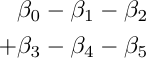 β₀ − β₁ − β₂
+β₃ − β₄ − β₅